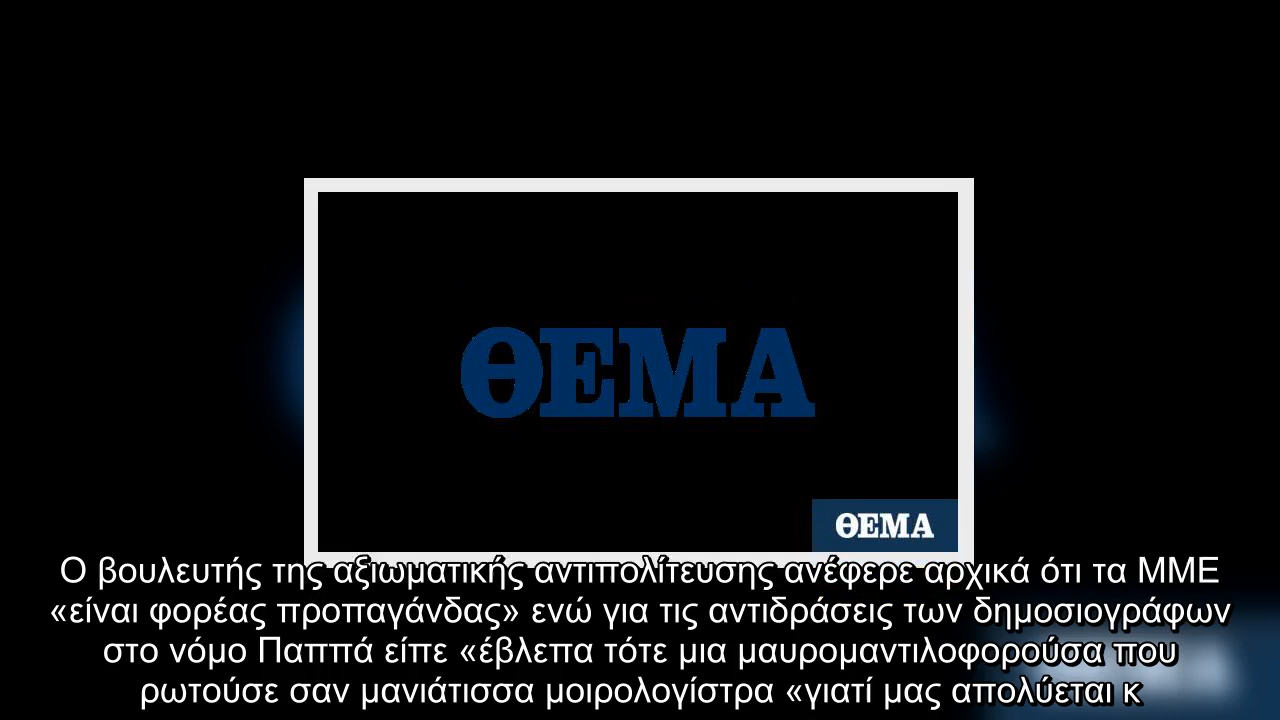 ΘΕΜΑ
ΘΕΜΑ
Ο βουλευτής της αξιωματικής αντιπολίτευσης ανέφερε αρχικά ότι τα ΜΜΕ
«είναι φορέας προπαγάνδας» ενώ για τις αντιδράσεις των δημοσιογράφων
στο νόμο Παππά είπε «έβλεπα τότε μια μαυρομαντιλοφορούσα που
ρωτούσε σαν μανιάτισσα μοιρολογίστρα «γιατί μας απολύεται κ